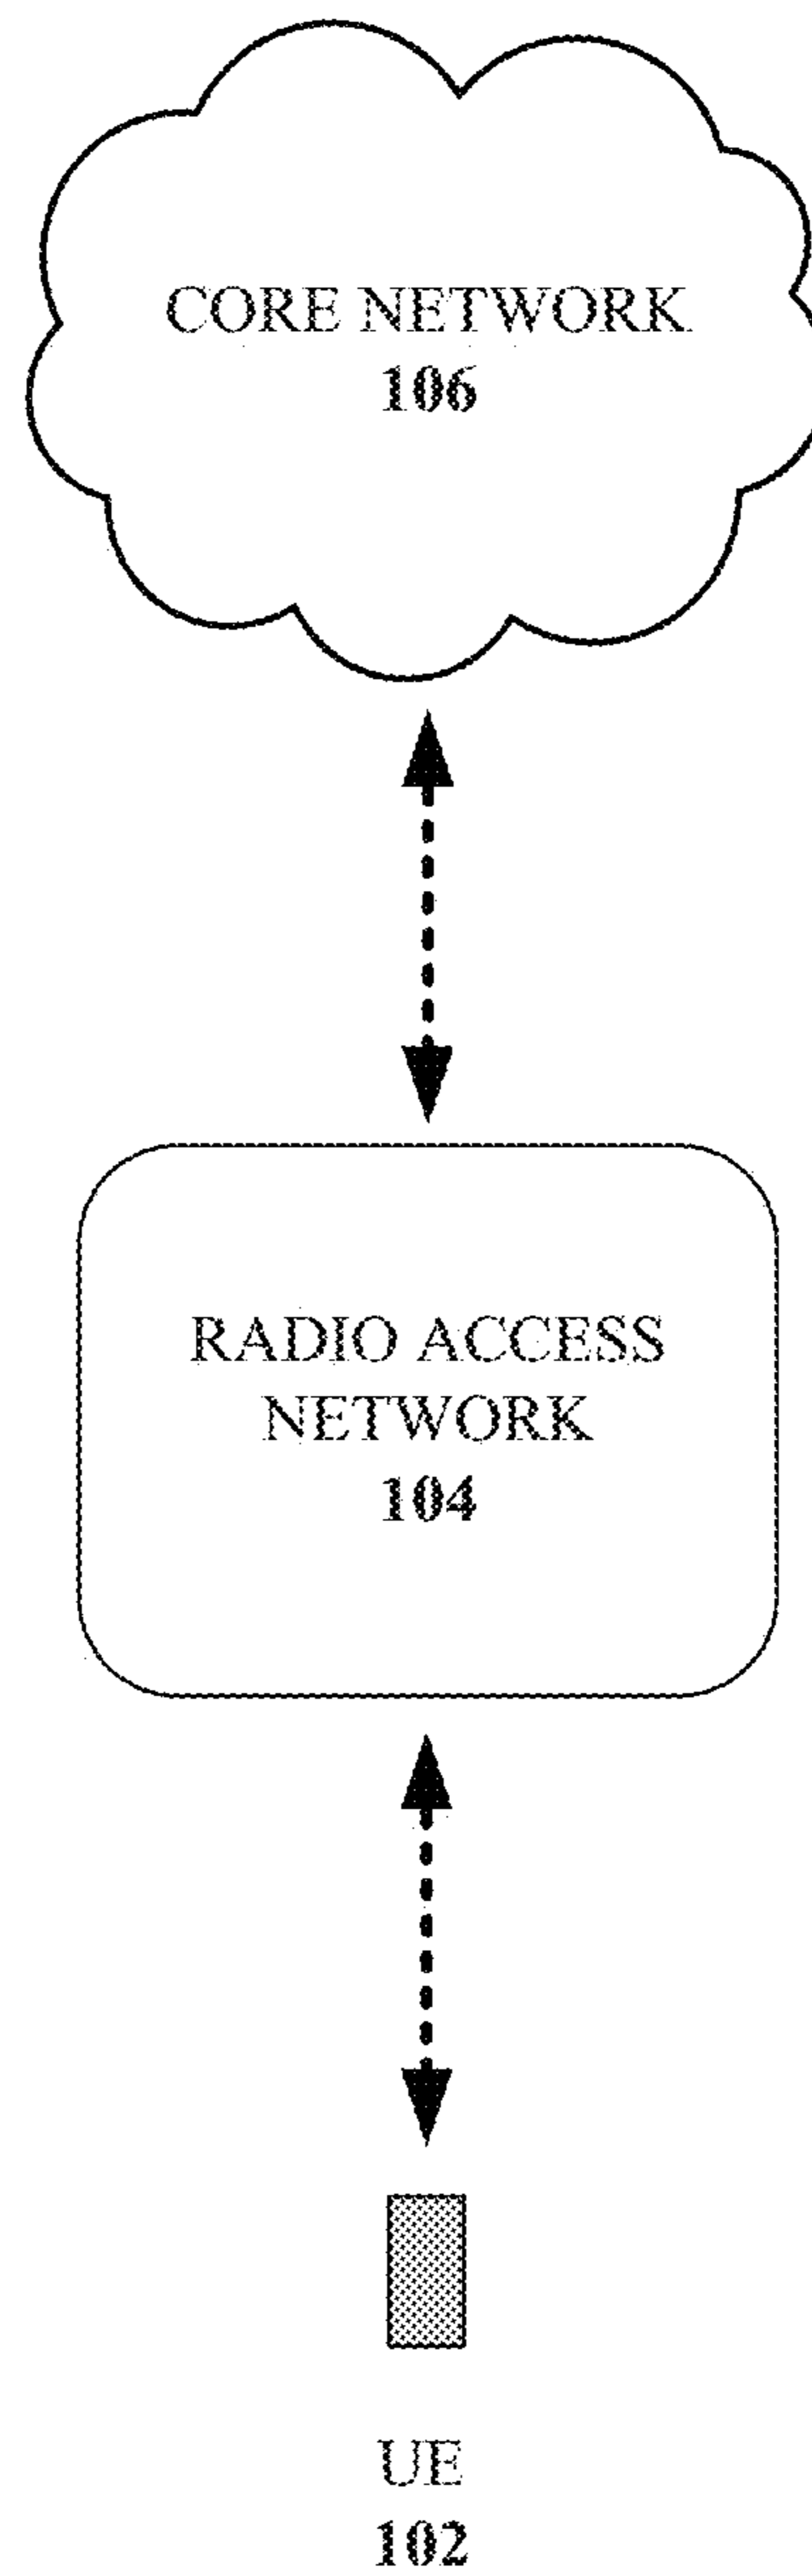 CORE NETWORK
106
RADIO ACCESS
NETWORK
104
UE
102